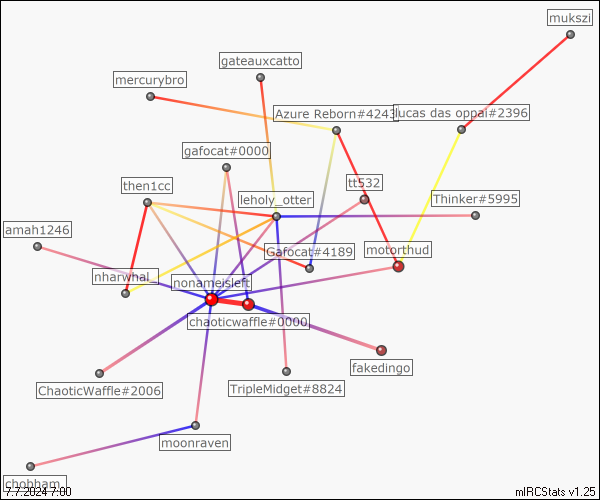 mukszi
gateauxcatto
mercurybro
Azure Reborn#4243
lucas das oppai#2396
gafocat#0000
then1cc
tt532
leholy_otter
Thinker#5995
amah1246
Gafocat#4189
motorthud
nharwhal_
nonameisleft
chaoticwaffle#0000
fakedingo
ChaoticWaffle#2006
TripleMidget#8824
moonraven
chobham_
7.7.2024 7:00
mIRCStats v1.25